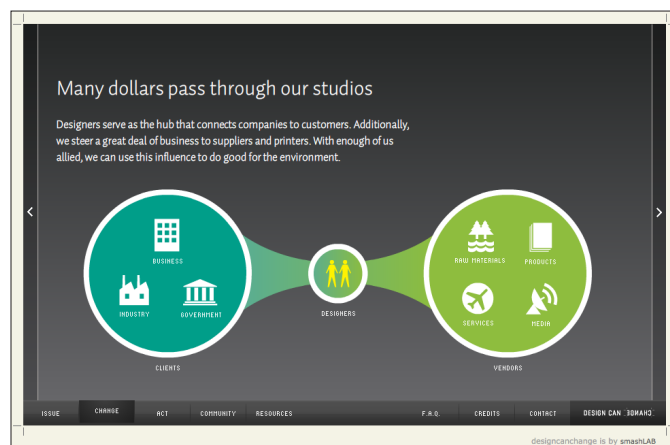 Many dollars pass through our studios
Designers serve as the hub that connects companies to customers. Additionally,
we steer a great deal of business to suppliers and printers. With enough of us
allied, we can use this influence to do good for the environment.
BUSINESS
INDUSTRY
GOVERNMENT
CLIENTS
DESIGNERS
RAW MATERIALS
PRODUCTS
SERVICES
MEDIA
VENDORS
ISSUE CHANGE ACT COMMUNITY RESOURCES F.A.Q. CREDITS CONTACT DESIGN CAN
designcanchange is by smashLAB